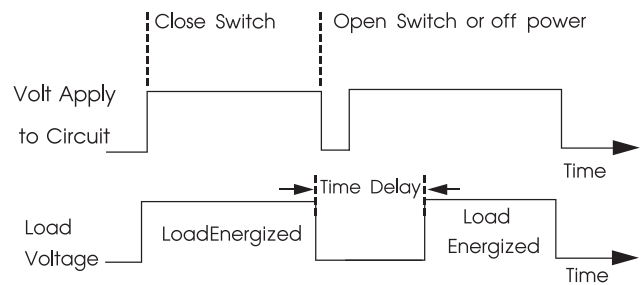 Close Switch
Open Switch or off power
Volt Apply
to Circuit
Time
Time Delay
Load
Voltage
LoadEnergized
Load
Energized
Time